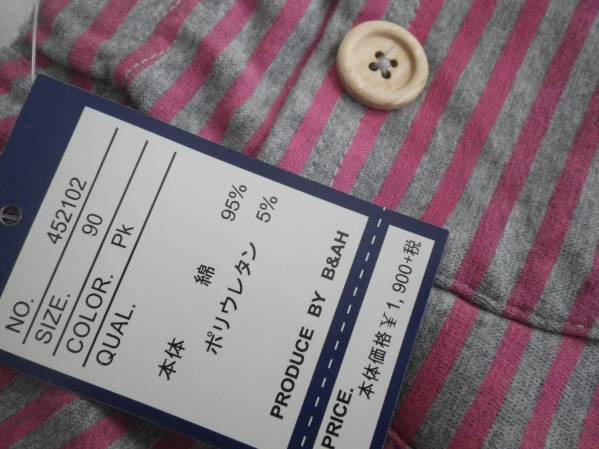 NO. 452102
SIZE. 90
COLOR. Pk
QUAL.
本体 綿 95%
ポリウレタン 5%
PRODUCE BY B&AH
PRICE. 本体価格¥1,900+税